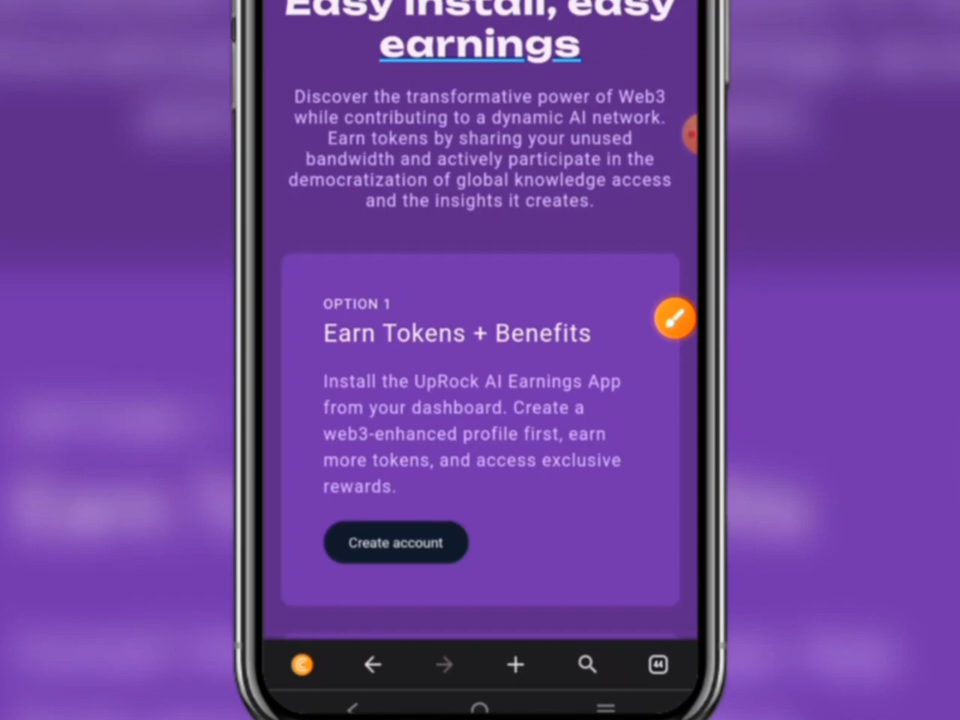 Easy install, easy
earnings
Discover the transformative power of Web3
while contributing to a dynamic AI network.
Earn tokens by sharing your unused
bandwidth and actively participate in the
democratization of global knowledge access
and the insights it creates.
OPTION 1
Earn Tokens + Benefits
Install the UpRock AI Earnings App
from your dashboard. Create a
web3-enhanced profile first, earn
more tokens, and access exclusive
rewards.
Create account
44